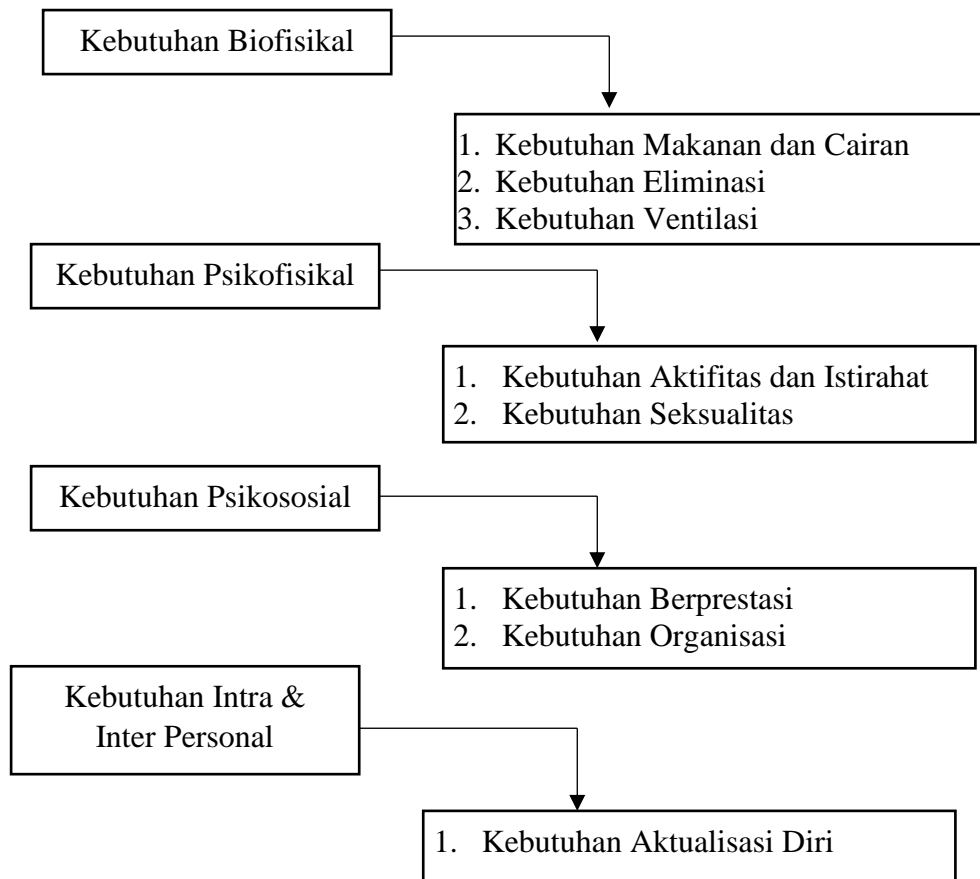 Kebutuhan Biofisikal
1. Kebutuhan Makanan dan Cairan
2. Kebutuhan Eliminasi
3. Kebutuhan Ventilasi
Kebutuhan Psikofisikal
1. Kebutuhan Aktifitas dan Istirahat
2. Kebutuhan Seksualitas
Kebutuhan Psikososial
1. Kebutuhan Berprestasi
2. Kebutuhan Organisasi
Kebutuhan Intra &
Inter Personal
1. Kebutuhan Aktualisasi Diri